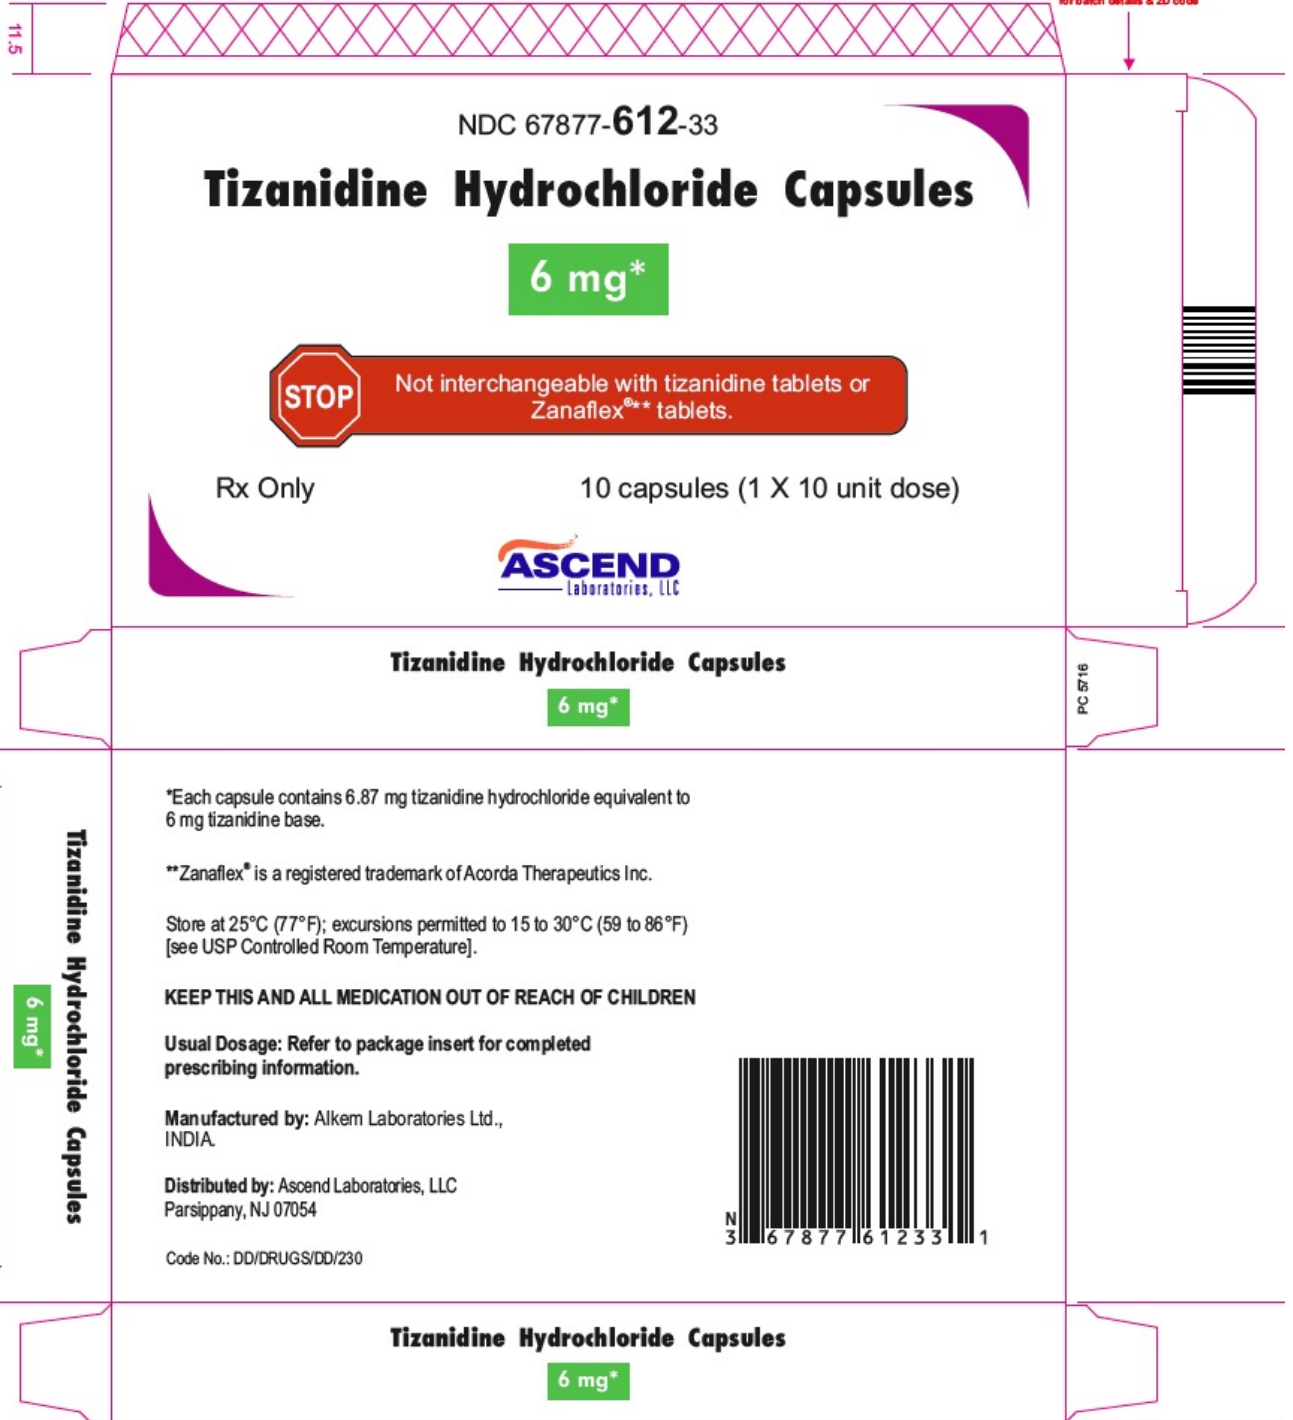 for batch details & 2D code
11.5
NDC 67877-612-33
Tizanidine Hydrochloride Capsules
6 mg*
STOP
Not interchangeable with tizanidine tablets or
Zanaflex®** tablets.
Rx Only
10 capsules (1 X 10 unit dose)
ASCEND
Laboratories, LLC
Tizanidine Hydrochloride Capsules
6 mg*
PC 5716
Tizanidine Hydrochloride Capsules
6 mg*
*Each capsule contains 6.87 mg tizanidine hydrochloride equivalent to
6 mg tizanidine base.
**Zanaflex® is a registered trademark of Acorda Therapeutics Inc.
Store at 25°C (77°F); excursions permitted to 15 to 30°C (59 to 86°F)
[see USP Controlled Room Temperature].
KEEP THIS AND ALL MEDICATION OUT OF REACH OF CHILDREN
Usual Dosage: Refer to package insert for completed
prescribing information.
Manufactured by: Alkem Laboratories Ltd.,
INDIA.
Distributed by: Ascend Laboratories, LLC
Parsippany, NJ 07054
Code No.: DD/DRUGS/DD/230
N
3 67877 61233 1
Tizanidine Hydrochloride Capsules
6 mg*